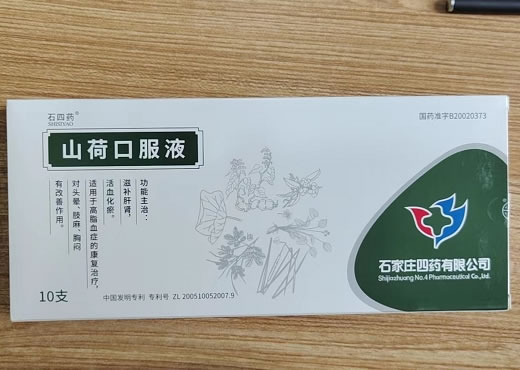 石四药®
SHISIYAO
国药准字B20020373
山荷口服液
功能主治：
滋补肝肾，
活血化瘀。
适用于高脂血症的康复治疗，
对头晕、肢麻、胸闷
有改善作用。
10支
中国发明专利 专利号 ZL 200510052007.9
石家庄四药有限公司
Shijiazhuang No.4 Pharmaceutical Co.,Ltd.